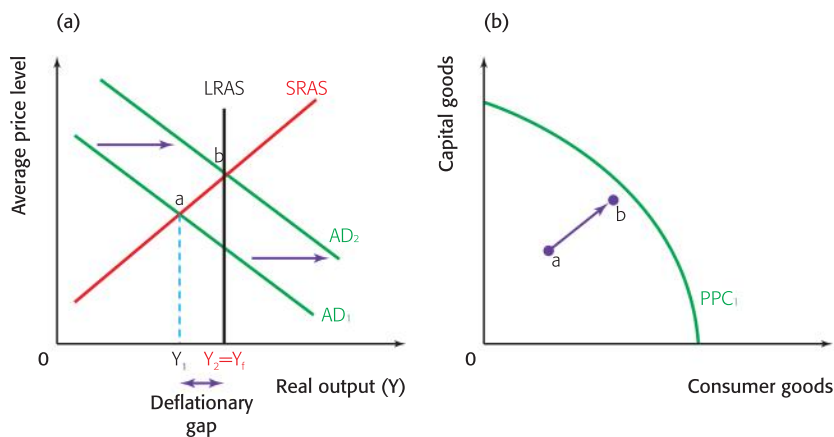 (a)
Average price level
LRAS
SRAS
b
a
AD₂
AD₁
0
Y₁
Y₂=Yf
Real output (Y)
Deflationary
gap
(b)
Capital goods
b
a
PPC₁
0
Consumer goods